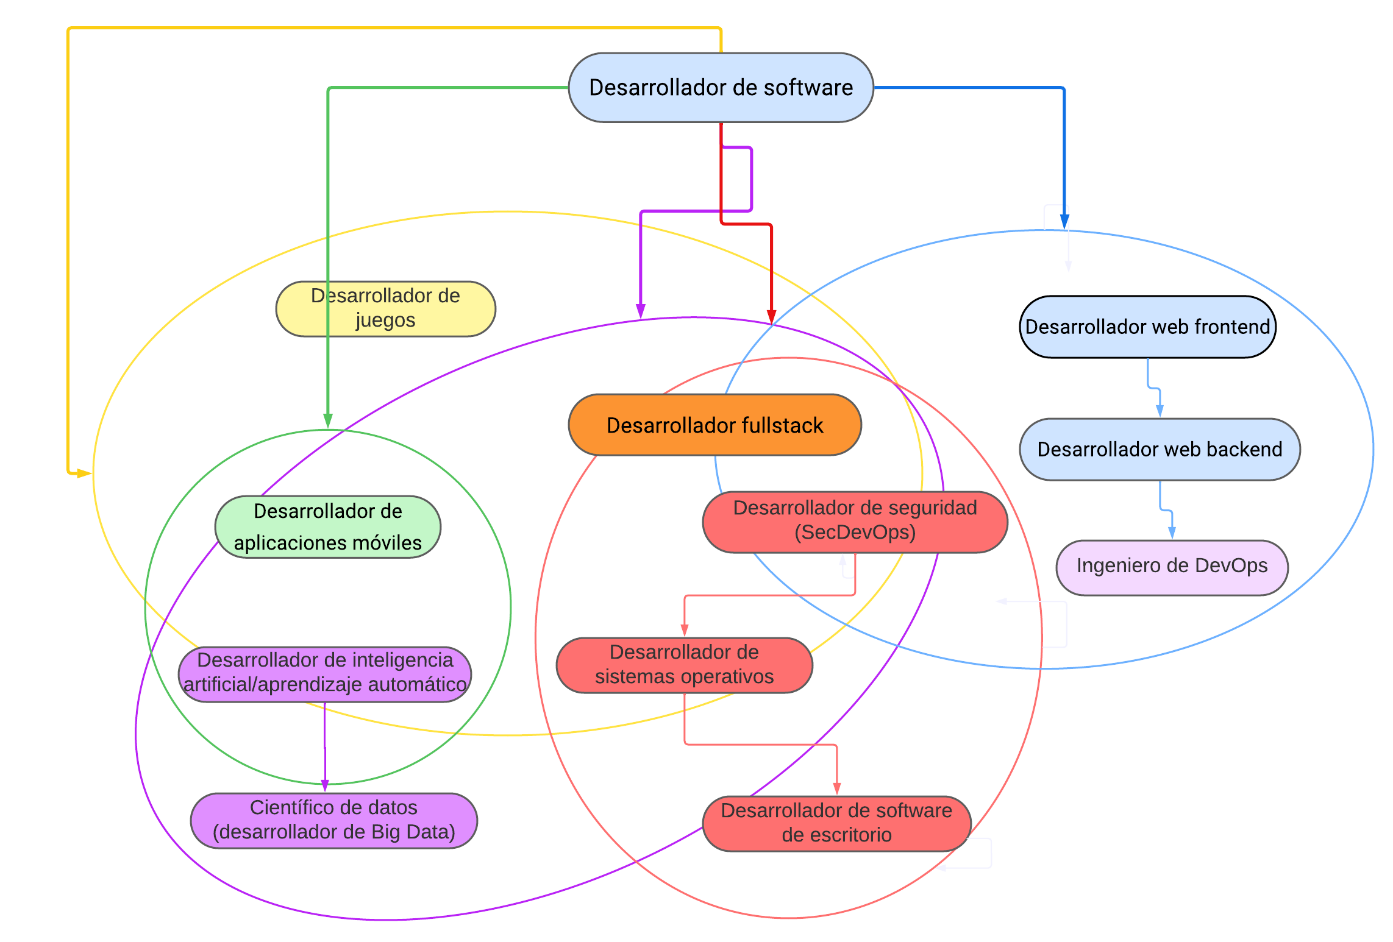 Desarrollador de software
Desarrollador de
juegos
Desarrollador web frontend
Desarrollador fullstack
Desarrollador web backend
Desarrollador de
aplicaciones móviles
Desarrollador de seguridad
(SecDevOps)
Ingeniero de DevOps
Desarrollador de inteligencia
artificial/aprendizaje automático
Desarrollador de
sistemas operativos
Científico de datos
(desarrollador de Big Data)
Desarrollador de software
de escritorio